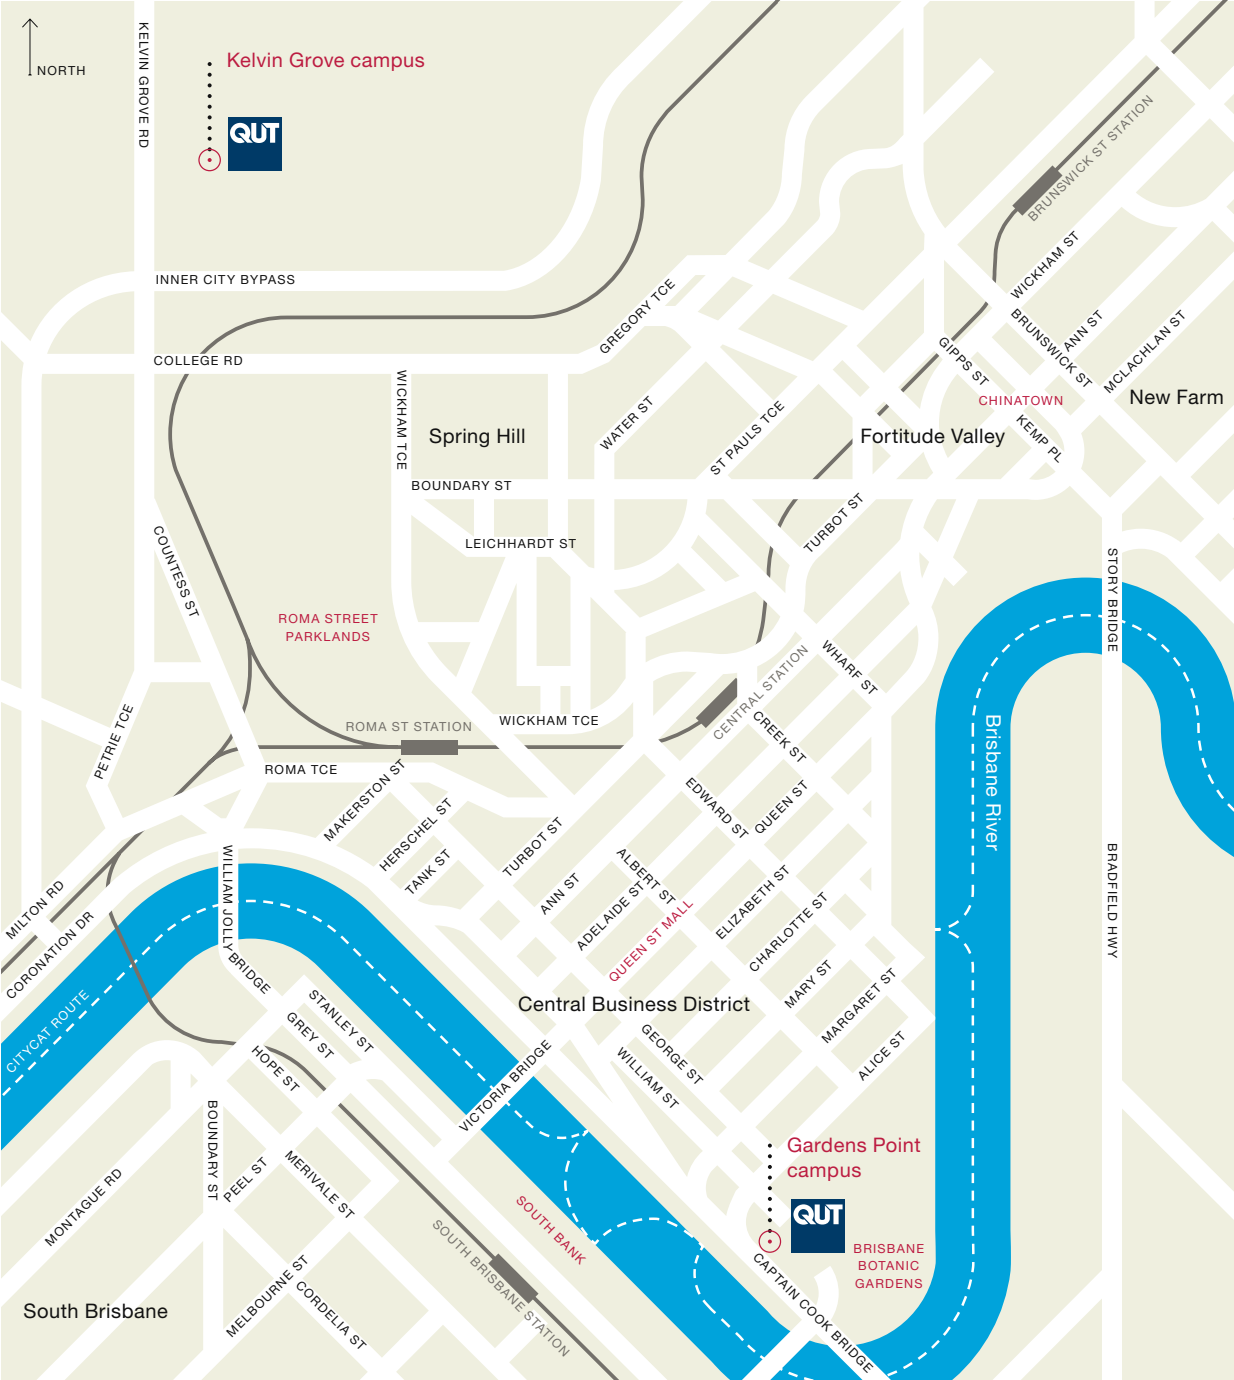 NORTH
KELVIN GROVE RD
Kelvin Grove campus
QUT
BRUNSWICK ST STATION
INNER CITY BYPASS
WICKHAM ST
GREGORY TCE
COLLEGE RD
GIPPS ST
BRUNSWICK ST
ANN ST
MCLACHLAN ST
WICKHAM TCE
CHINATOWN
New Farm
Spring Hill
WATER ST
ST PAULS TCE
Fortitude Valley
KEMP PL
BOUNDARY ST
TURBOT ST
COUNTESS ST
LEICHHARDT ST
STORY BRIDGE
ROMA STREET
PARKLANDS
WHARF ST
CENTRAL STATION
PETRIE TCE
ROMA ST STATION
WICKHAM TCE
CREEK ST
Brisbane River
ROMA TCE
MAKERSTON ST
HERSCHEL ST
TANK ST
TURBOT ST
EDWARD ST
QUEEN ST
WILLIAM JOLLY BRIDGE
ANN ST
ALBERT ST
ADELAIDE ST
QUEEN ST MALL
ELIZABETH ST
CHARLOTTE ST
BRADFIELD HWY
MILTON RD
CORONATION DR
CITYCAT ROUTE
Central Business District
MARY ST
MARGARET ST
ALICE ST
STANLEY ST
GREY ST
HOPE ST
GEORGE ST
WILLIAM ST
VICTORIA BRIDGE
BOUNDARY ST
PEEL ST
MERIVALE ST
MONTAGUE RD
Gardens Point
campus
QUT
SOUTH BANK
SOUTH BRISBANE STATION
BRISBANE
BOTANIC
GARDENS
CAPTAIN COOK BRIDGE
South Brisbane
MELBOURNE ST
CORDELIA ST